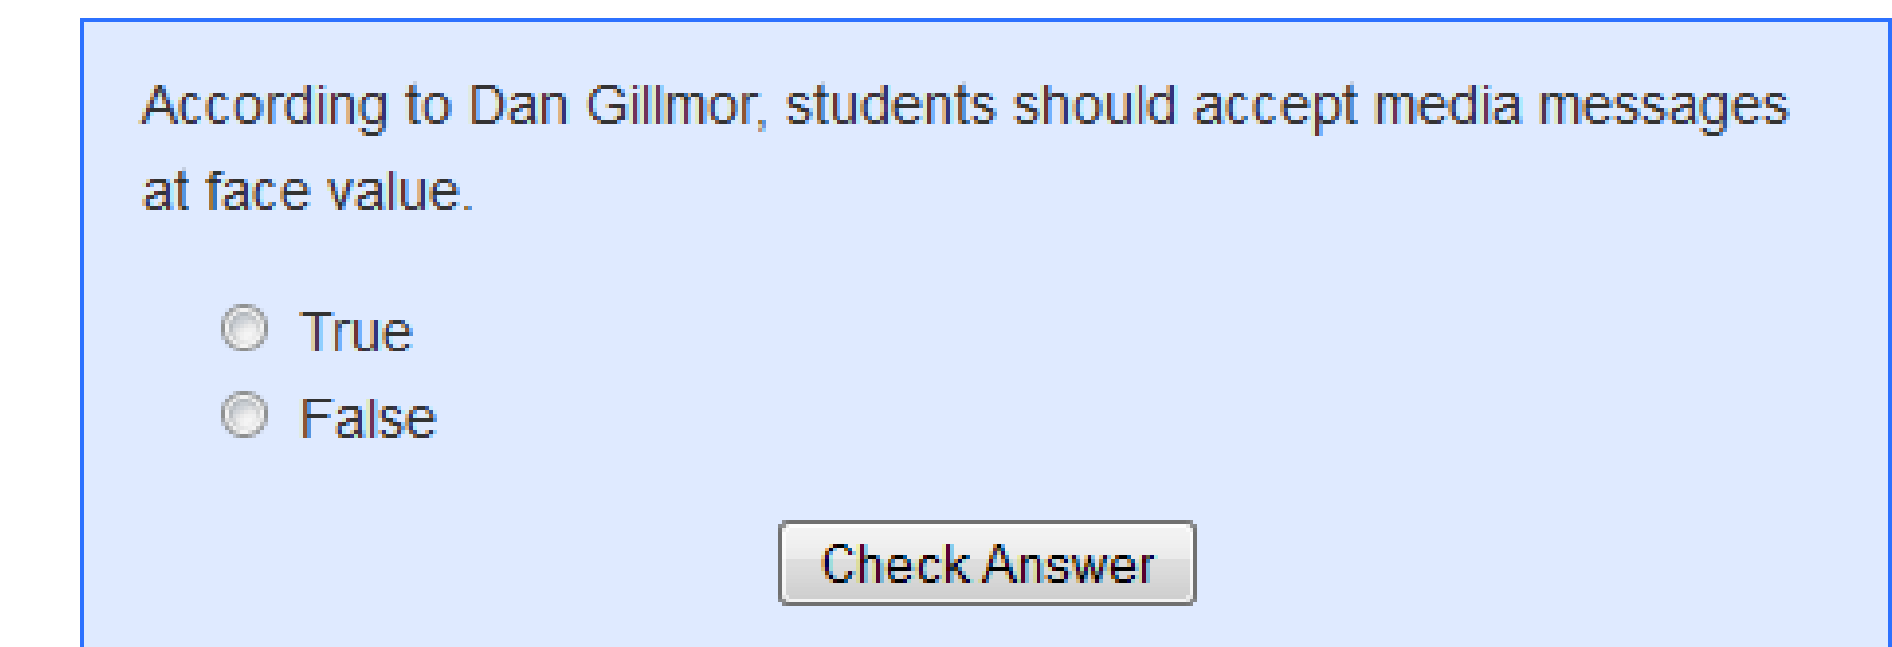 According to Dan Gillmor, students should accept media messages
at face value.
True
False
Check Answer